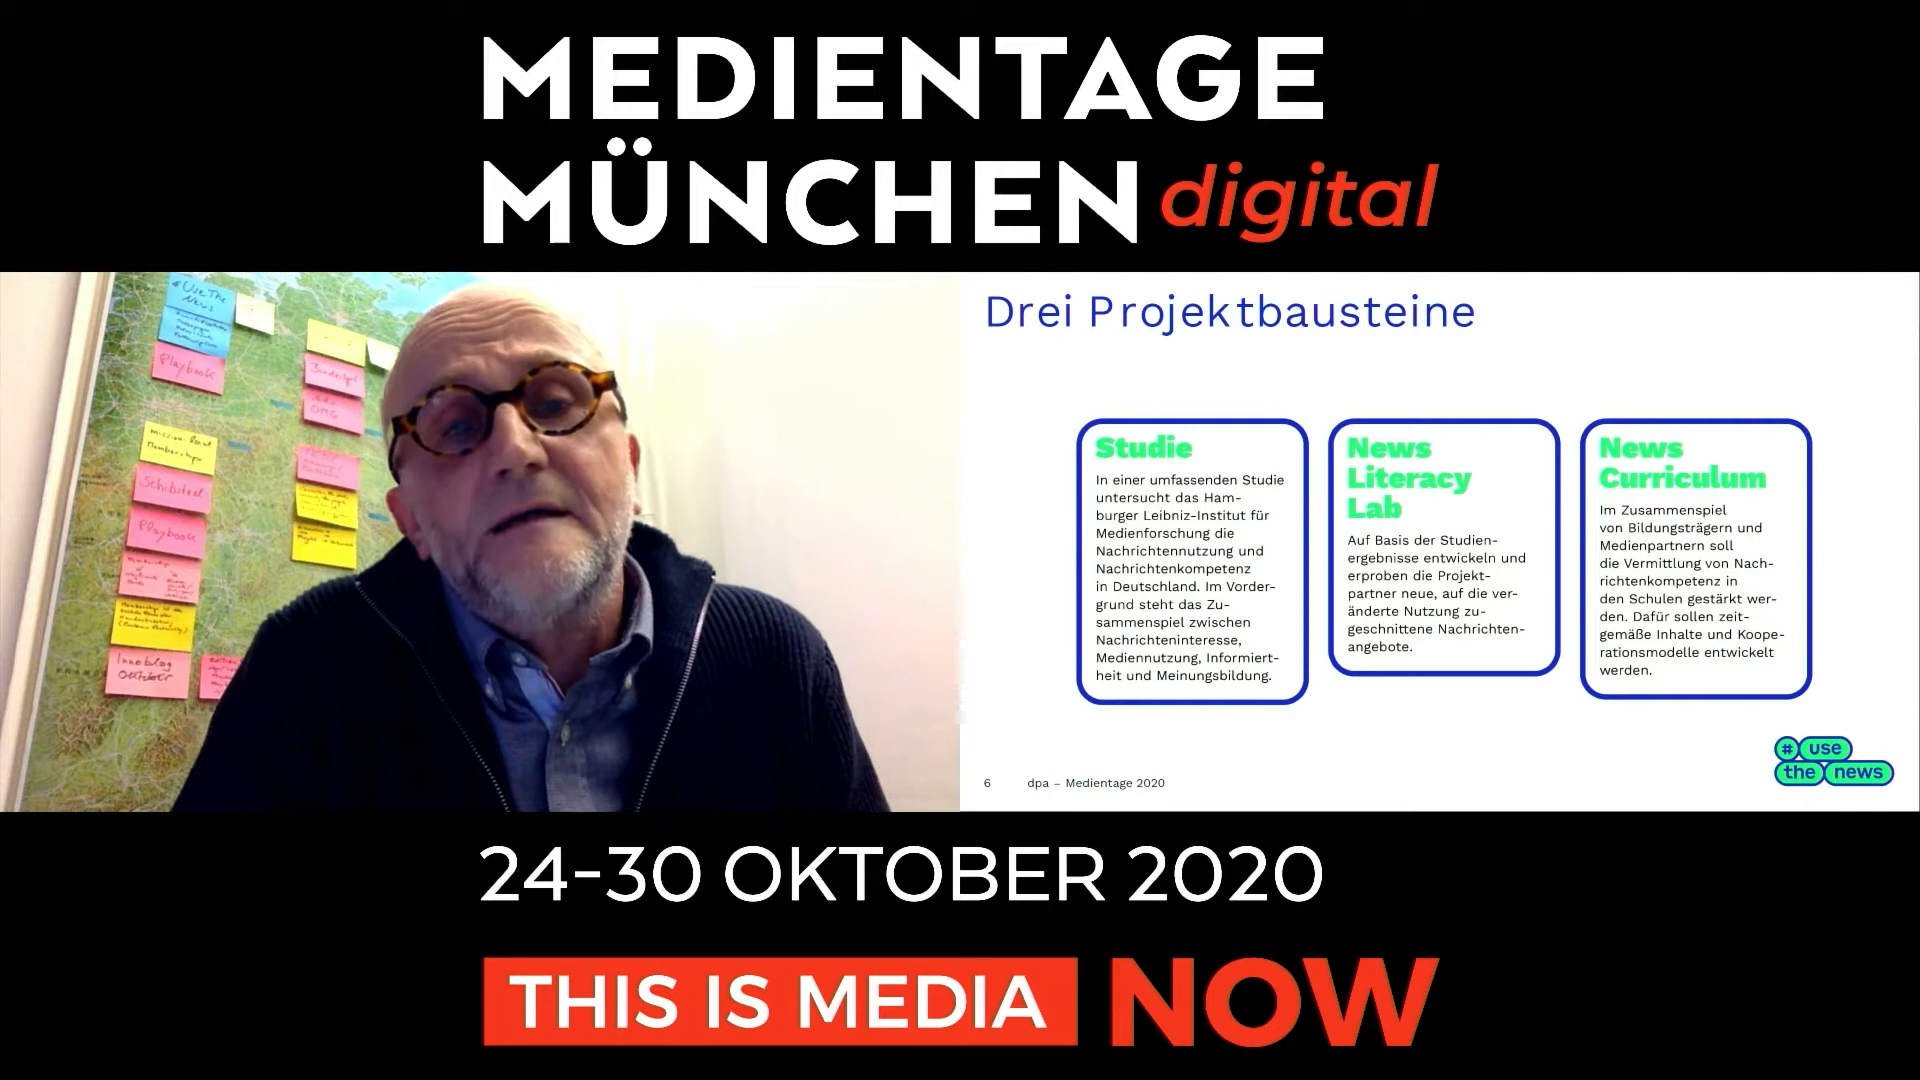 MEDIENTAGE
MÜNCHEN digital
# Use The
News
Playbook
Schibsted
Playbook
Innoblog
Oktober
Drei Projektbausteine
Studie
In einer umfassenden Studie
untersucht das Ham-
burger Leibniz-Institut für
Medienforschung die
Nachrichtennutzung und
Nachrichtenkompetenz
in Deutschland. Im Vorder-
grund steht das Zu-
sammenspiel zwischen
Nachrichteninteresse,
Mediennutzung, Informiert-
heit und Meinungsbildung.
News
Literacy
Lab
Auf Basis der Studien-
ergebnisse entwickeln und
erproben die Projekt-
partner neue, auf die ver-
änderte Nutzung zu-
geschnittene Nachrichten-
angebote.
News
Curriculum
Im Zusammenspiel
von Bildungsträgern und
Medienpartnern soll
die Vermittlung von Nach-
richtenkompetenz in
den Schulen gestärkt wer-
den. Dafür sollen zeit-
gemäße Inhalte und Koope-
rationsmodelle entwickelt
werden.
# use
the news
6 dpa – Medientage 2020
24-30 OKTOBER 2020
THIS IS MEDIA NOW